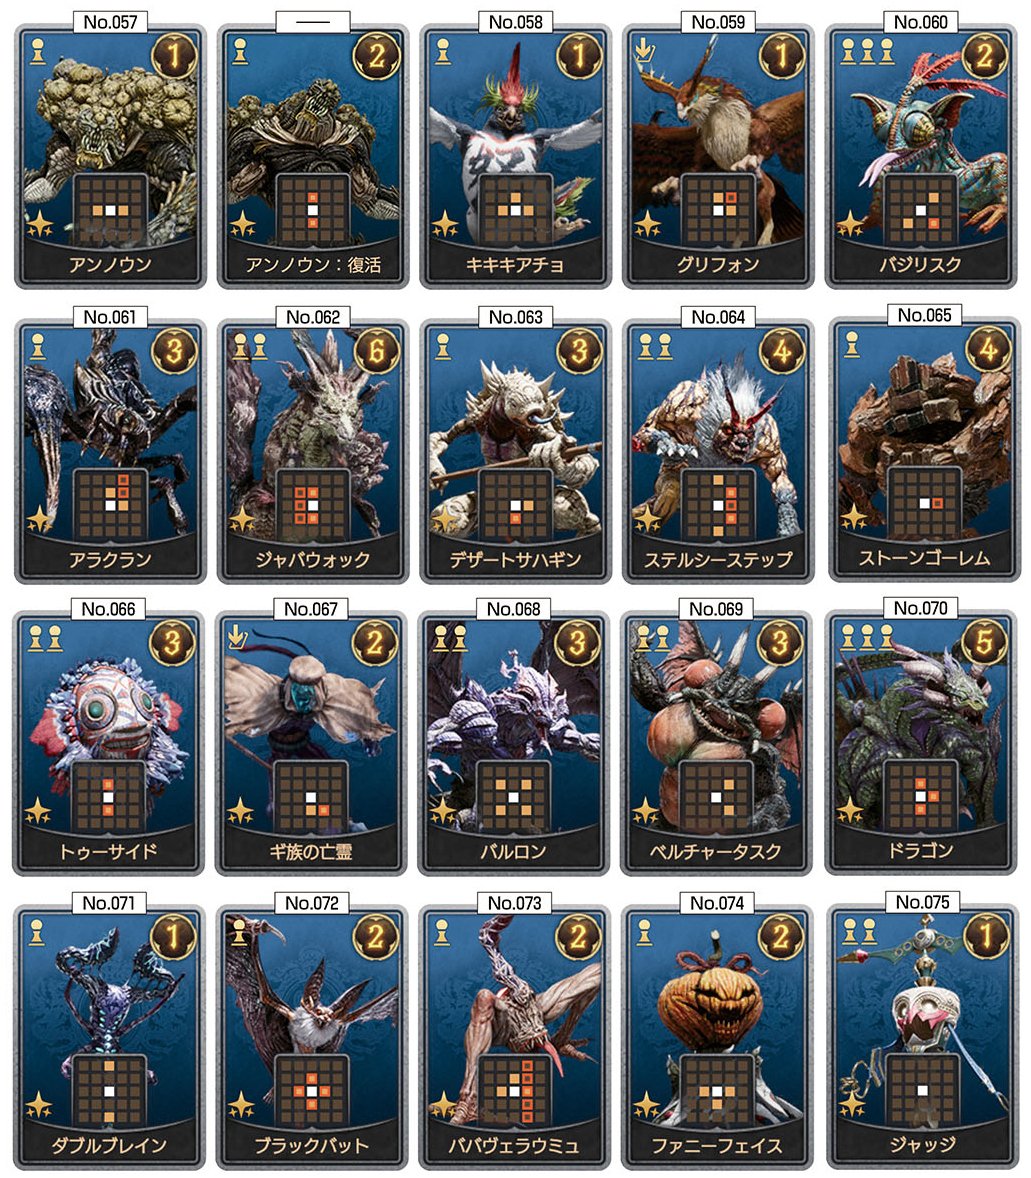 No.057
1
アンノウン
—
2
アンノウン：復活
No.058
1
キキキアチョ
No.059
1
グリフォン
No.060
2
バジリスク
No.061
3
アラクラン
No.062
6
ジャバウォック
No.063
3
デザートサハギン
No.064
4
ステルシーステップ
No.065
4
ストーンゴーレム
No.066
3
トゥーサイド
No.067
2
ギ族の亡霊
No.068
3
バルロン
No.069
3
ベルチャータスク
No.070
5
ドラゴン
No.071
1
ダブルブレイン
No.072
2
ブラックバット
No.073
2
パパヴェラウミュ
No.074
2
ファニーフェイス
No.075
1
ジャッジ